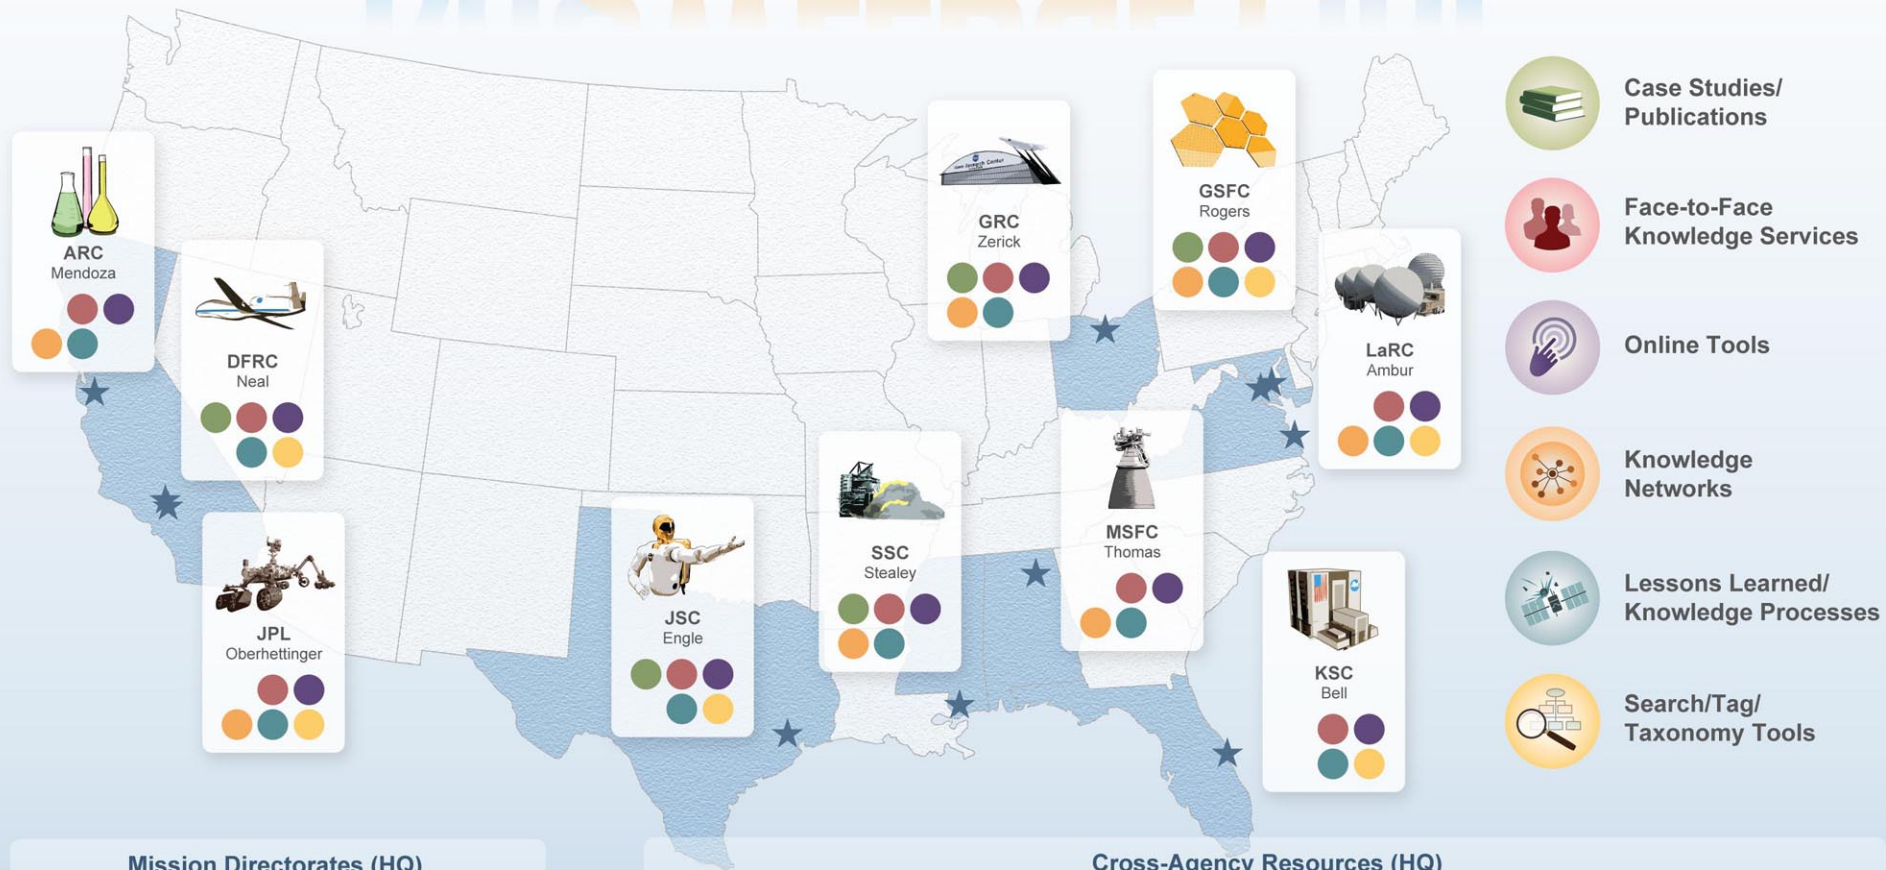 ARC
Mendoza
DFRC
Neal
JPL
Oberhettinger
JSC
Engle
SSC
Stealey
GRC
Zerick
GSFC
Rogers
LaRC
Ambur
MSFC
Thomas
KSC
Bell
Case Studies/
Publications
Face-to-Face
Knowledge Services
Online Tools
Knowledge
Networks
Lessons Learned/
Knowledge Processes
Search/Tag/
Taxonomy Tools
Mission Directorates (HQ)
Cross-Agency Resources (HQ)